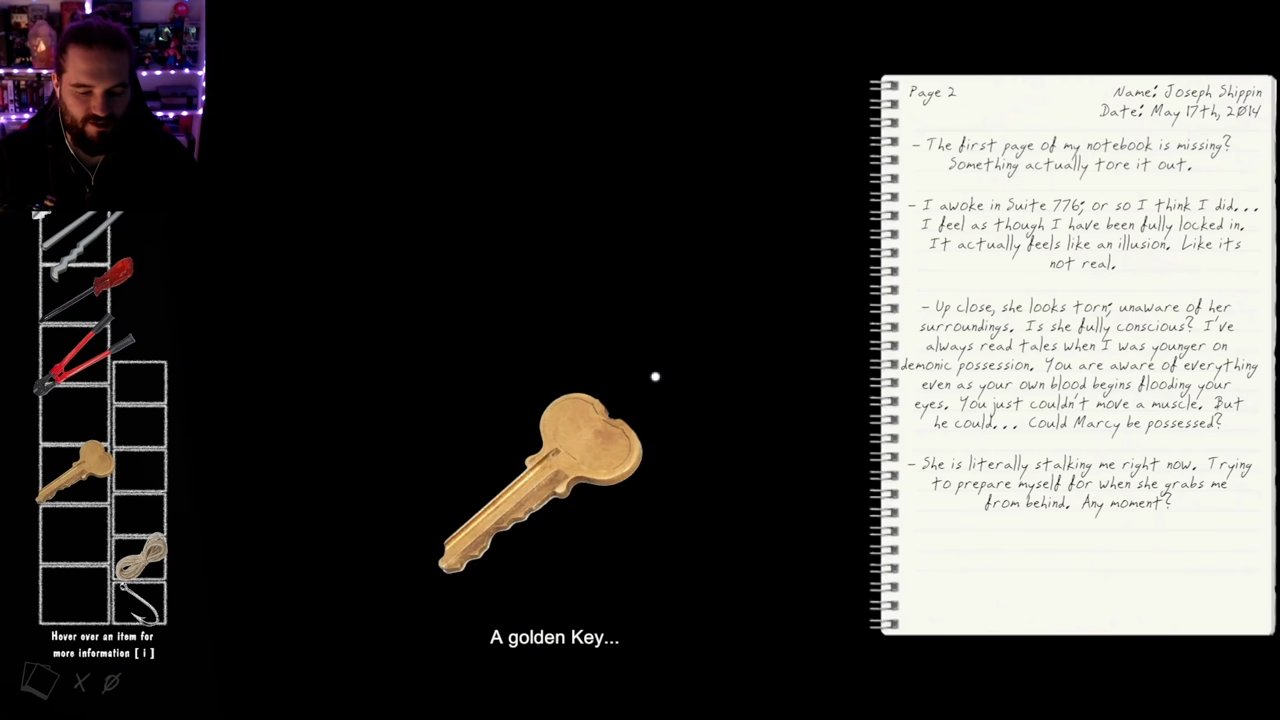 Page 2
Name: Joseph Shippin
Date: May 17th, 2014
- The first page of my notebook is missing?
Something actually tore it out.
- I awoke in Suite 776; or so I think I did...
I feel as though I have been fully locked in.
It actually feels like an illusion. Like its
not real.
- Up close, she looks torn; unaware of her
surroundings. Is she fully conscious? I've
always read tales when I was younger on
demonic possession. You are aware of everything
even as your own blood begins flooding your
eyes. You just couldn't move a muscle. But
he could... Could Marcy be possessed?
- She is literally stalking me right now. Trying
to prepare myself for when she grabs me
from behind. Any moment?
A golden Key...
Hover over an item for
more information [ i ]
X Ø